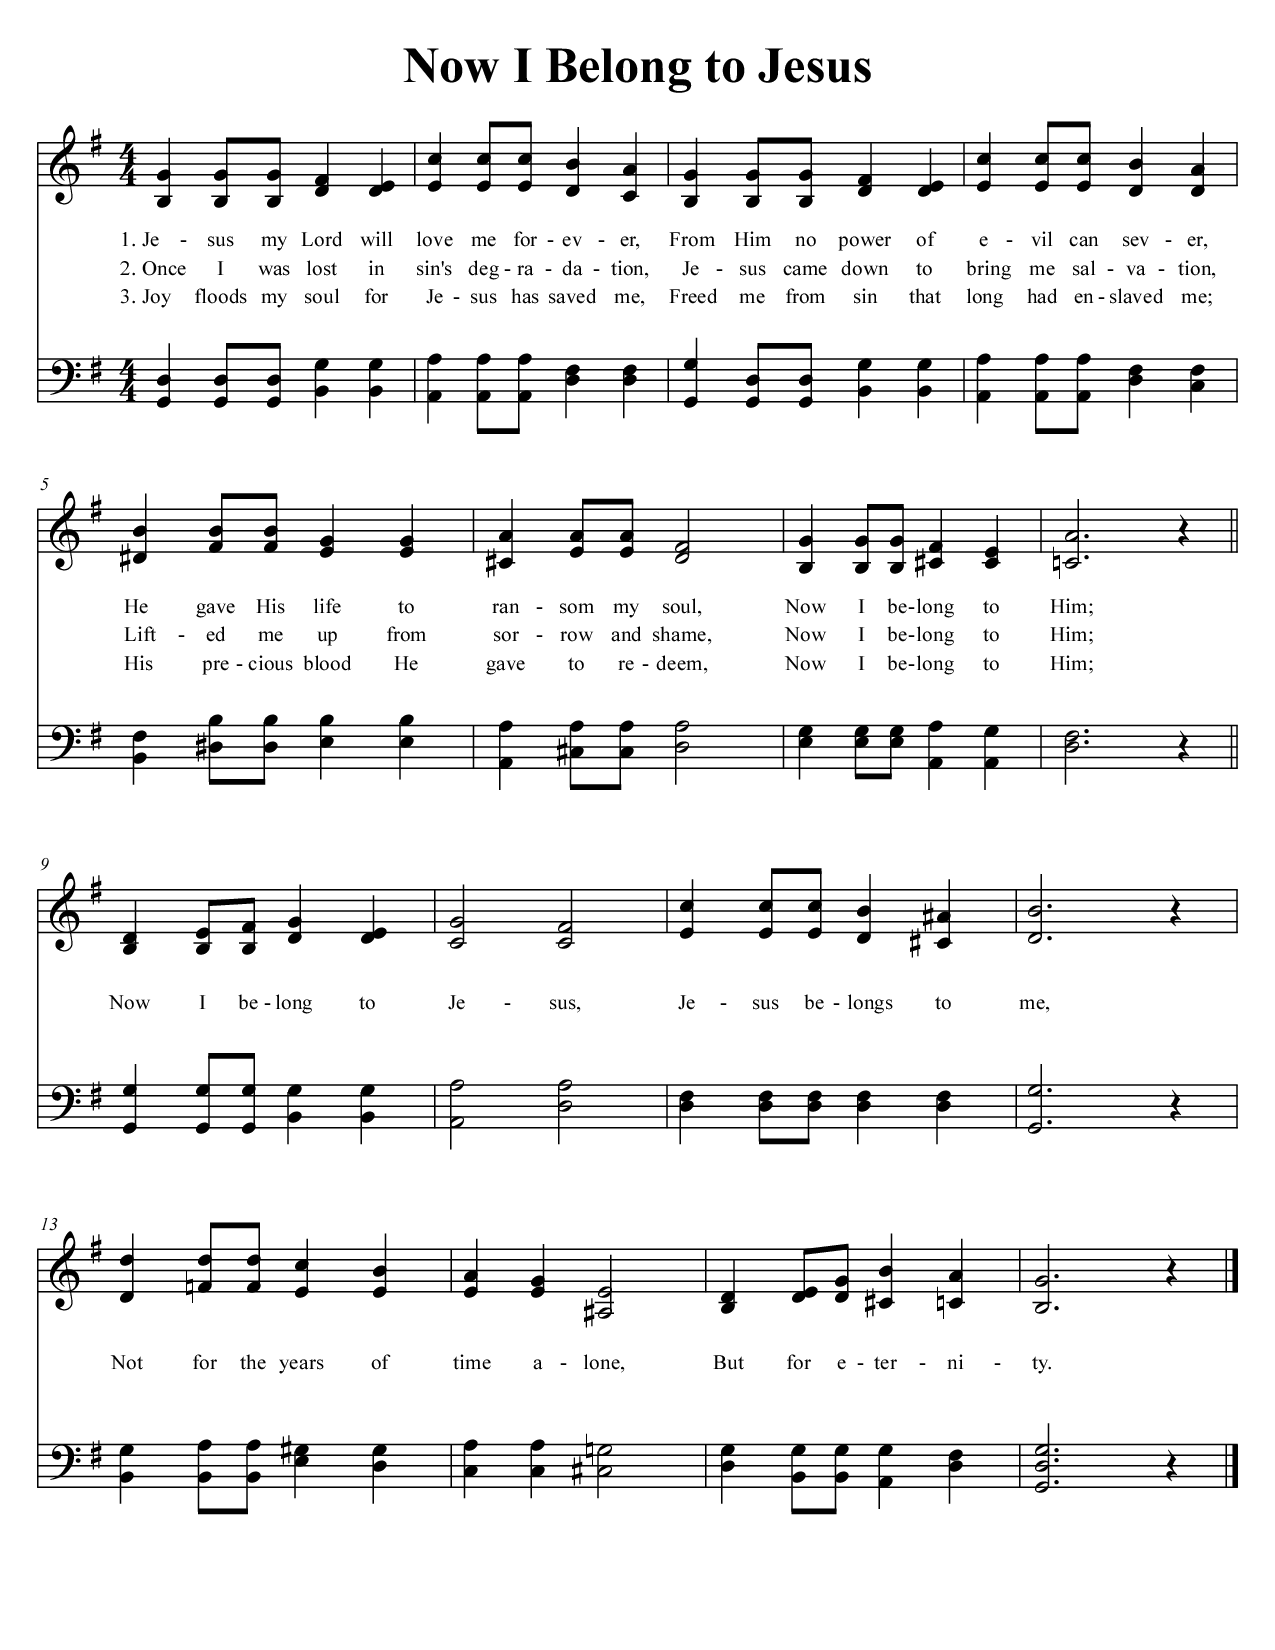 Now I Belong to Jesus
4
4
1. Je - sus my Lord will love me for - ev - er, From Him no power of e - vil can sev - er,
2. Once I was lost in sin's deg - ra - da - tion, Je - sus came down to bring me sal - va - tion,
3. Joy floods my soul for Je - sus has saved me, Freed me from sin that long had en - slaved me;
4
4
5
He gave His life to ran - som my soul, Now I be - long to Him;
Lift - ed me up from sor - row and shame, Now I be - long to Him;
His pre - cious blood He gave to re - deem, Now I be - long to Him;
9
Now I be - long to Je - sus, Je - sus be - longs to me,
13
Not for the years of time a - lone, But for e - ter - ni - ty.